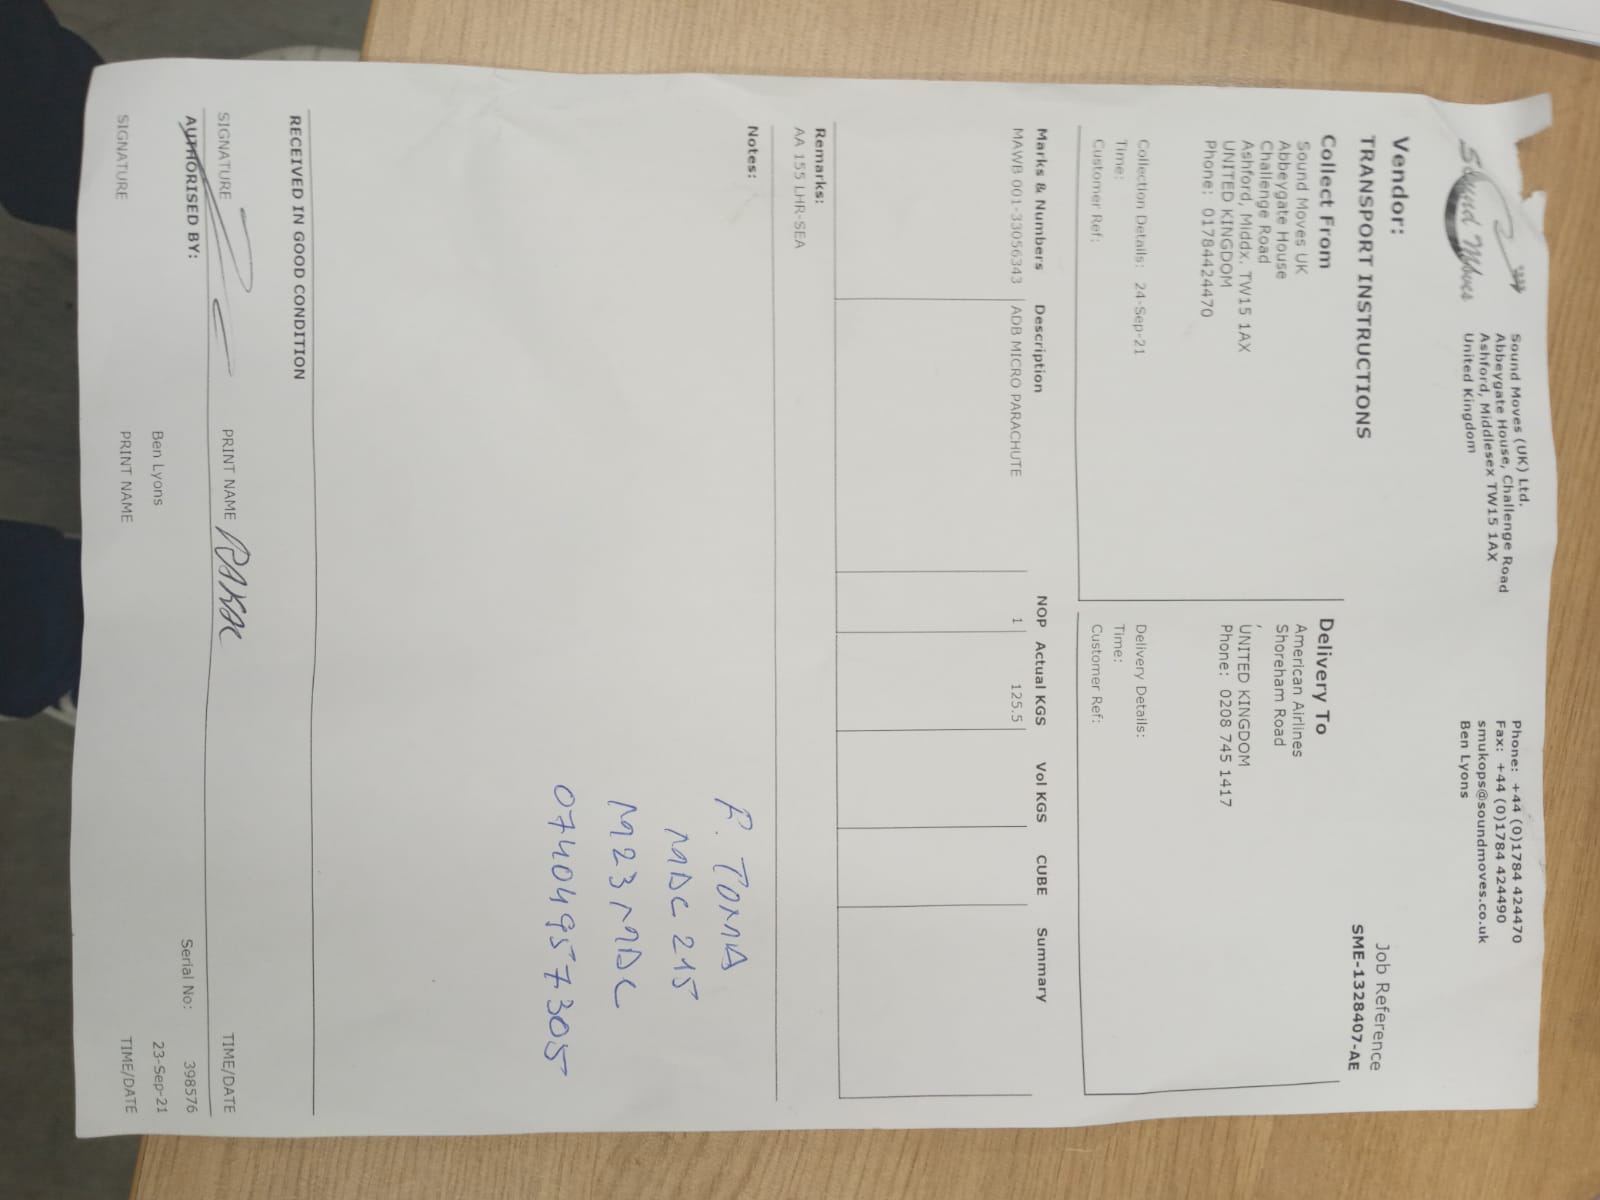 Sound Moves
Sound Moves (UK) Ltd.
Abbeygate House, Challenge Road
Ashford, Middlesex TW15 1AX
United Kingdom
Phone: +44 (0)1784 424470
Fax: +44 (0)1784 424490
smukops@soundmoves.co.uk
Ben Lyons
Vendor:
TRANSPORT INSTRUCTIONS
Job Reference
SME-1328407-AE
Collect From
Sound Moves UK
Abbeygate House
Challenge Road
Ashford, Middx, TW15 1AX
UNITED KINGDOM
Phone: 01784424470
Delivery To
American Airlines
Shoreham Road
,
UNITED KINGDOM
Phone: 0208 745 1417
Collection Details: 24-Sep-21
Time:
Customer Ref:
Delivery Details:
Time:
Customer Ref:
Marks & Numbers Description NOP Actual KGS Vol KGS CUBE Summary
MAWB 001-33056343 ADB MICRO PARACHUTE 1 125.5
Remarks:
AA 155 LHR-SEA
Notes:
R. TOMA
MDC 215
M23 MDC
07404957305
RECEIVED IN GOOD CONDITION
SIGNATURE PRINT NAME TIME/DATE
AUTHORISED BY: Serial No: 398576
Ben Lyons 23-Sep-21
SIGNATURE PRINT NAME TIME/DATE